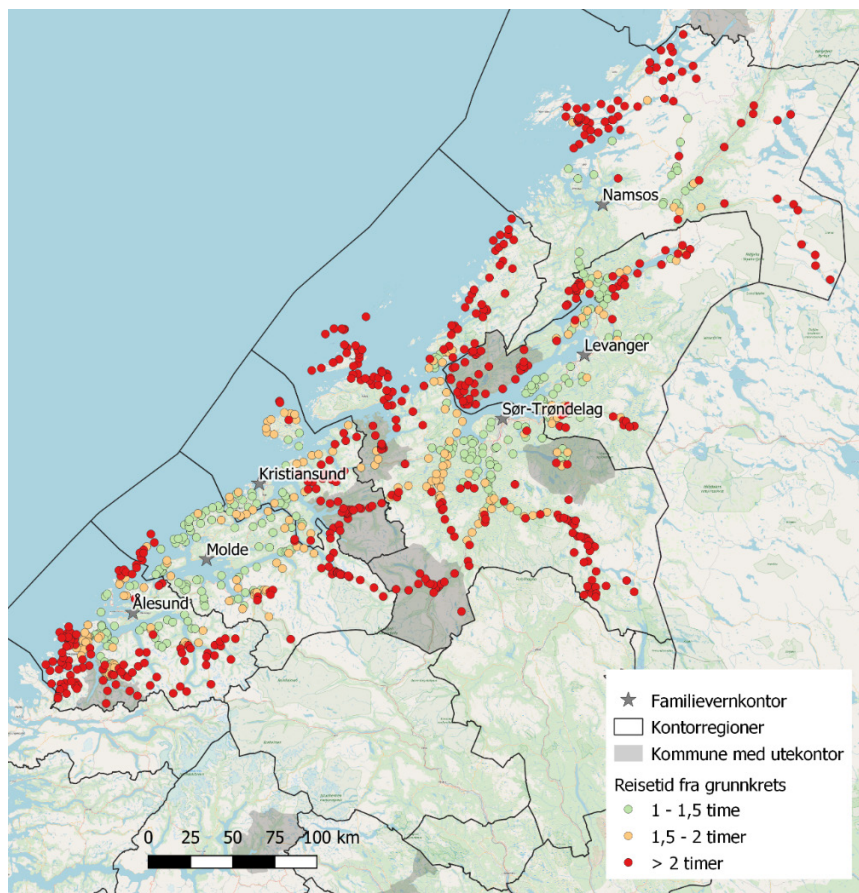 Namsos
Levanger
Sør-Trøndelag
Kristiansund
Molde
Ålesund
Familievernkontor
Kontorregioner
Kommune med utekontor
Reisetid fra grunnkrets
1 - 1,5 time
1,5 - 2 timer
> 2 timer
0 25 50 75 100 km